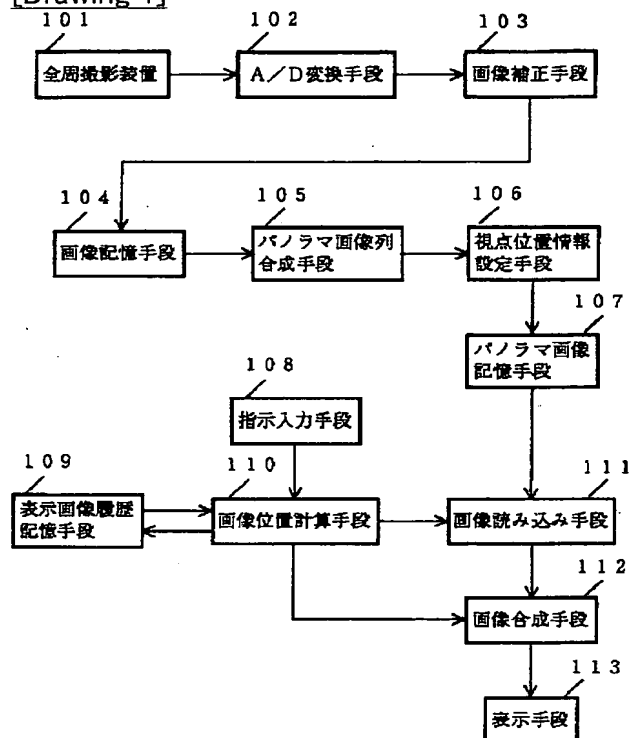 [Drawing 1]
１０１
１０２
１０３
全周撮影装置
A／D変換手段
画像補正手段
１０４
１０５
１０６
画像記憶手段
パノラマ画像列
合成手段
視点位置情報
設定手段
１０７
パノラマ画像
記憶手段
１０８
指示入力手段
１０９
１１０
１１１
表示画像履歴
記憶手段
画像位置計算手段
画像読み込み手段
１１２
画像合成手段
１１３
表示手段